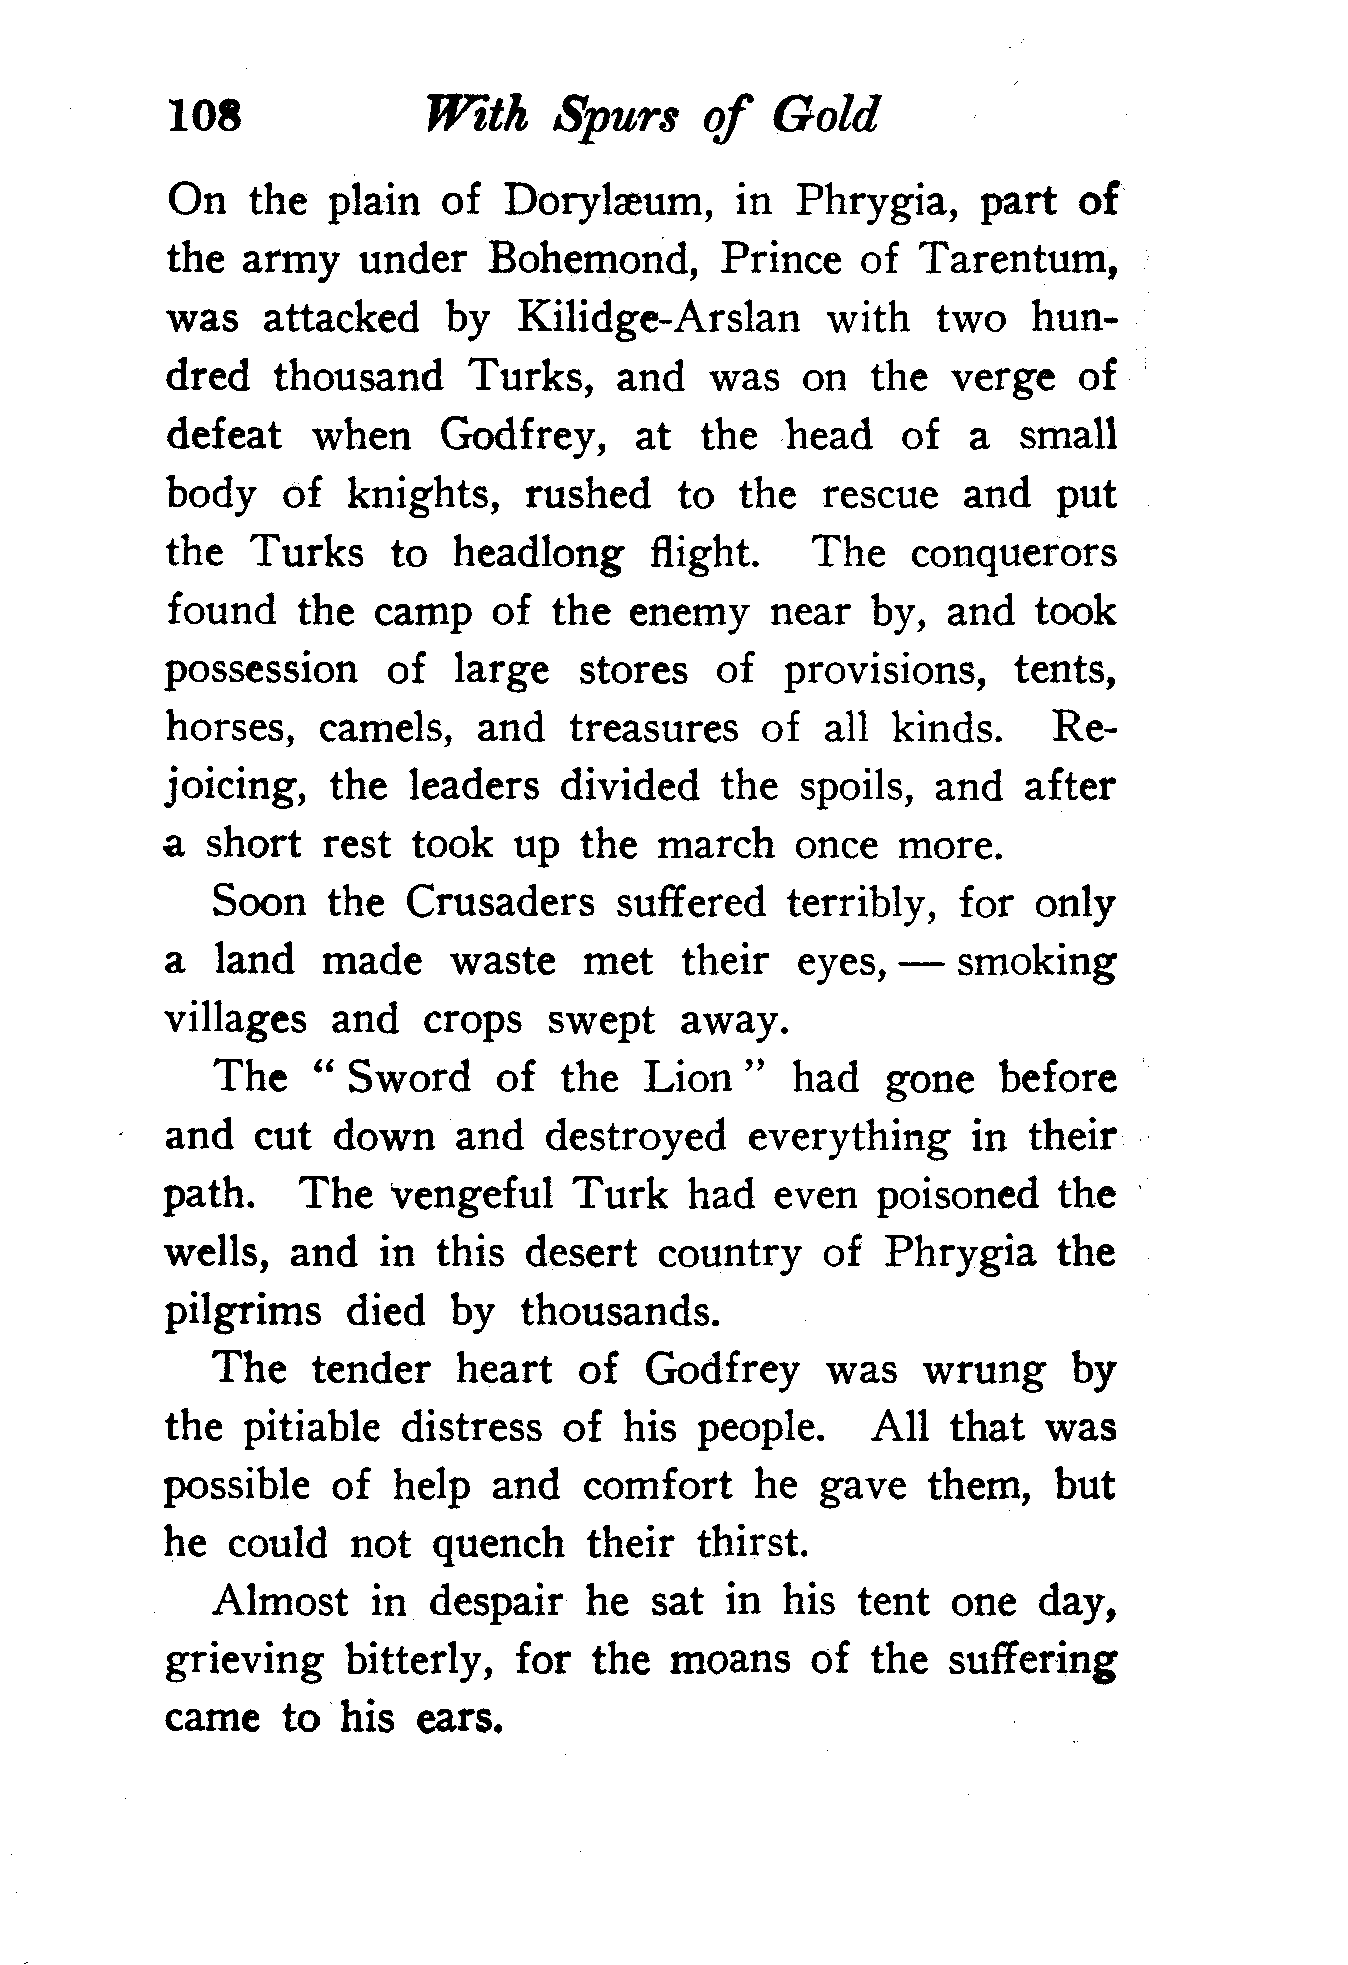 108 With Spurs of Gold
On the plain of Dorylæum, in Phrygia, part of
the army under Bohemond, Prince of Tarentum,
was attacked by Kilidge-Arslan with two hun-
dred thousand Turks, and was on the verge of
defeat when Godfrey, at the head of a small
body of knights, rushed to the rescue and put
the Turks to headlong flight. The conquerors
found the camp of the enemy near by, and took
possession of large stores of provisions, tents,
horses, camels, and treasures of all kinds. Re-
joicing, the leaders divided the spoils, and after
a short rest took up the march once more.
Soon the Crusaders suffered terribly, for only
a land made waste met their eyes, — smoking
villages and crops swept away.
The “ Sword of the Lion ” had gone before
and cut down and destroyed everything in their
path. The vengeful Turk had even poisoned the
wells, and in this desert country of Phrygia the
pilgrims died by thousands.
The tender heart of Godfrey was wrung by
the pitiable distress of his people. All that was
possible of help and comfort he gave them, but
he could not quench their thirst.
Almost in despair he sat in his tent one day,
grieving bitterly, for the moans of the suffering
came to his ears.